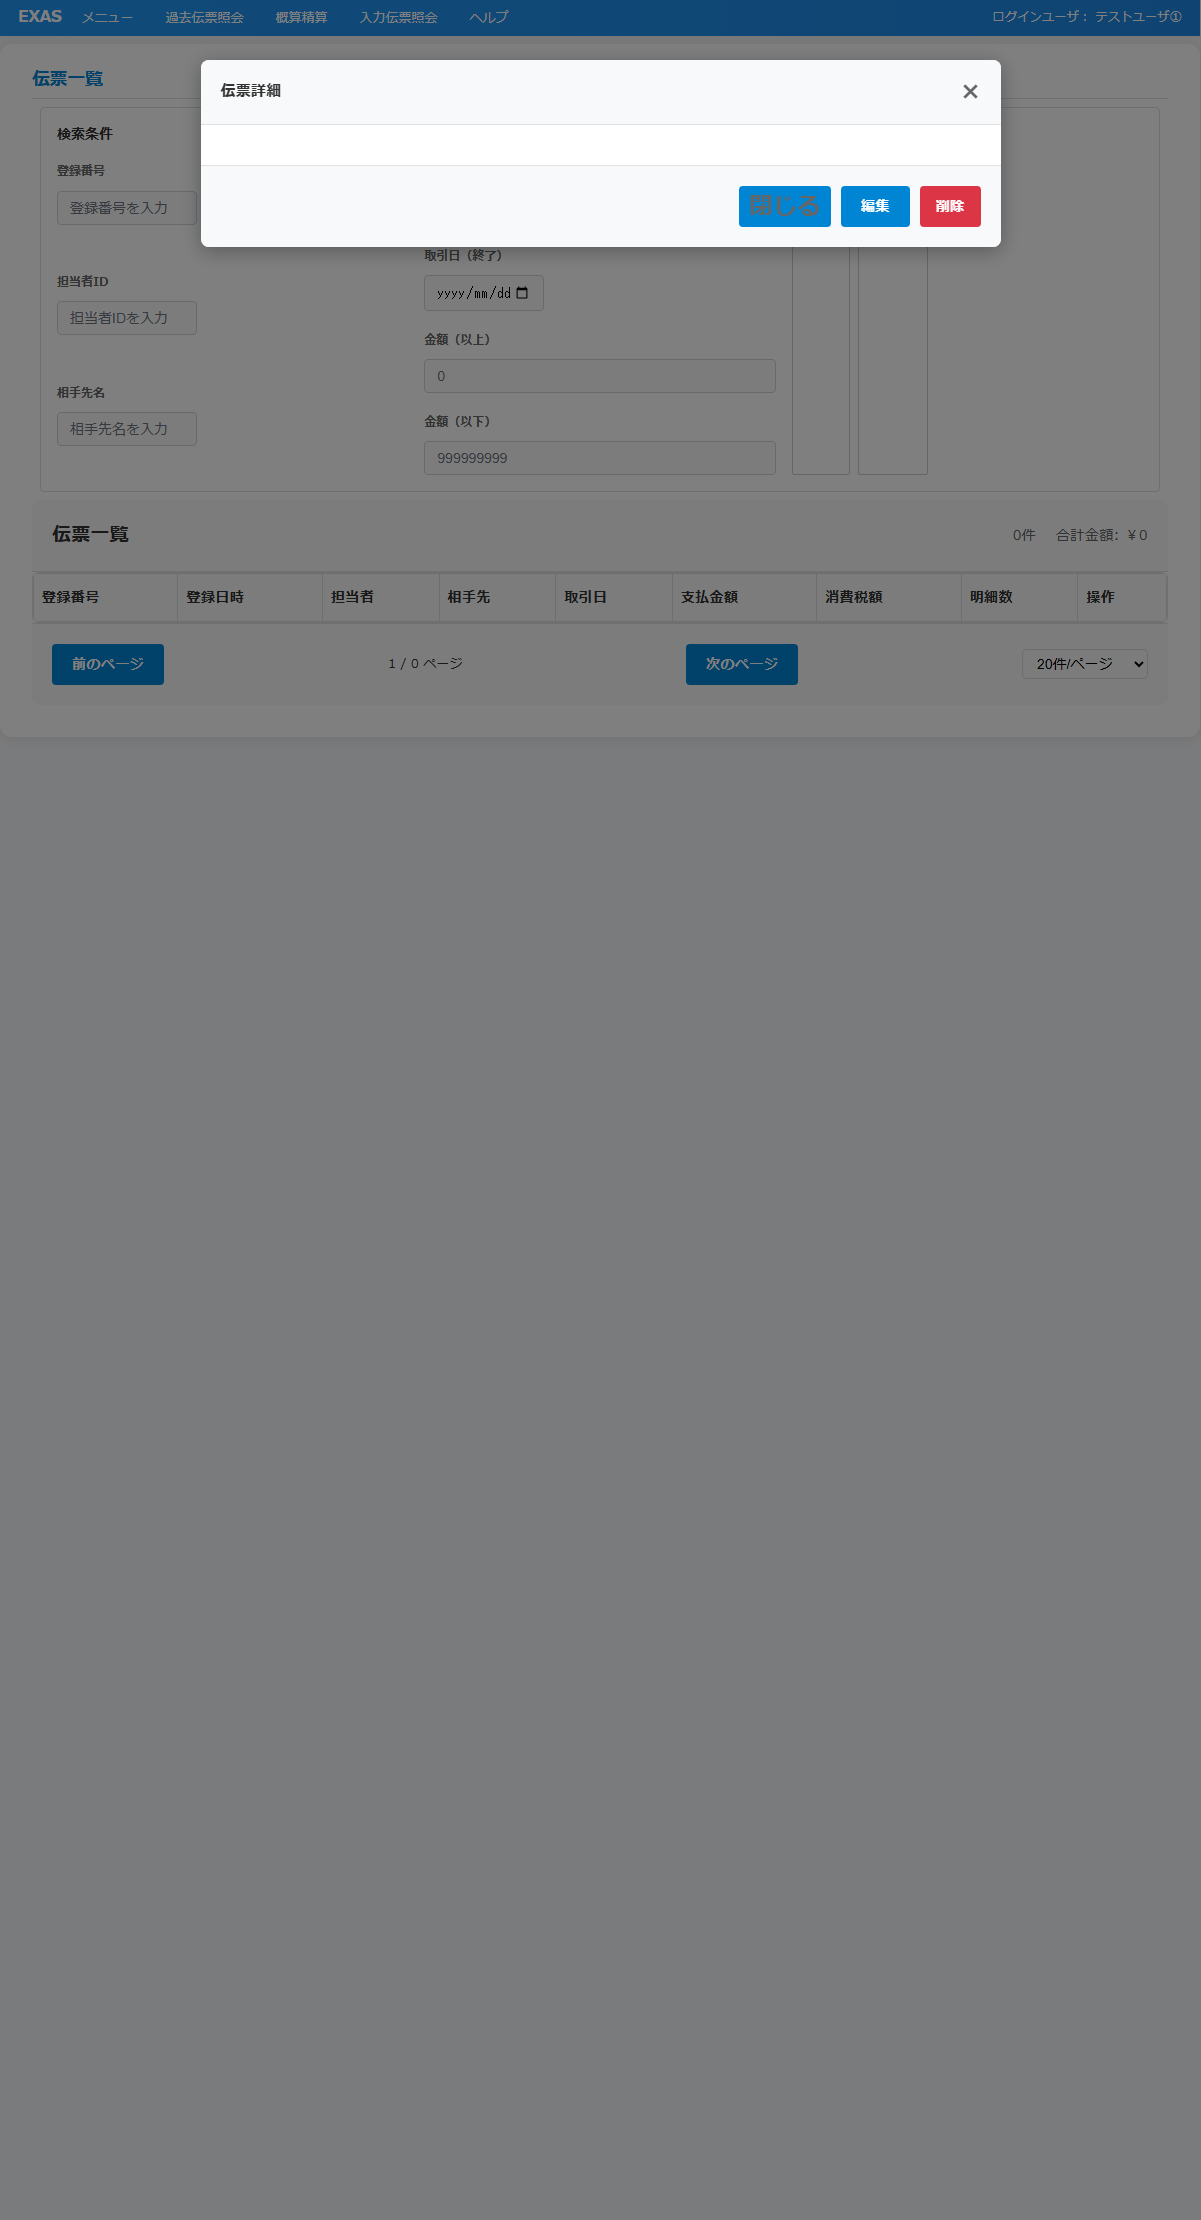 EXAS メニュー 過去伝票照会 概算精算 入力伝票照会 ヘルプ ログインユーザ： テストユーザ①
伝票一覧
伝票詳細 ×
検索条件
登録番号
登録番号を入力
閉じる 編集 削除
取引日（終了）
担当者ID
yyyy/mm/dd
担当者IDを入力
金額（以上）
0
相手先名
相手先名を入力
金額（以下）
999999999
伝票一覧 0件 合計金額: ¥0
登録番号 登録日時 担当者 相手先 取引日 支払金額 消費税額 明細数 操作
前のページ 1 / 0 ページ 次のページ 20件/ページ